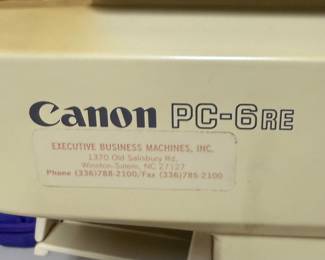 Canon PC-6RE
EXECUTIVE BUSINESS MACHINES, INC.
1370 Old Salisbury Rd.
Winston-Salem, NC 27127
Phone (336)788-2100/Fax (336)785-2100